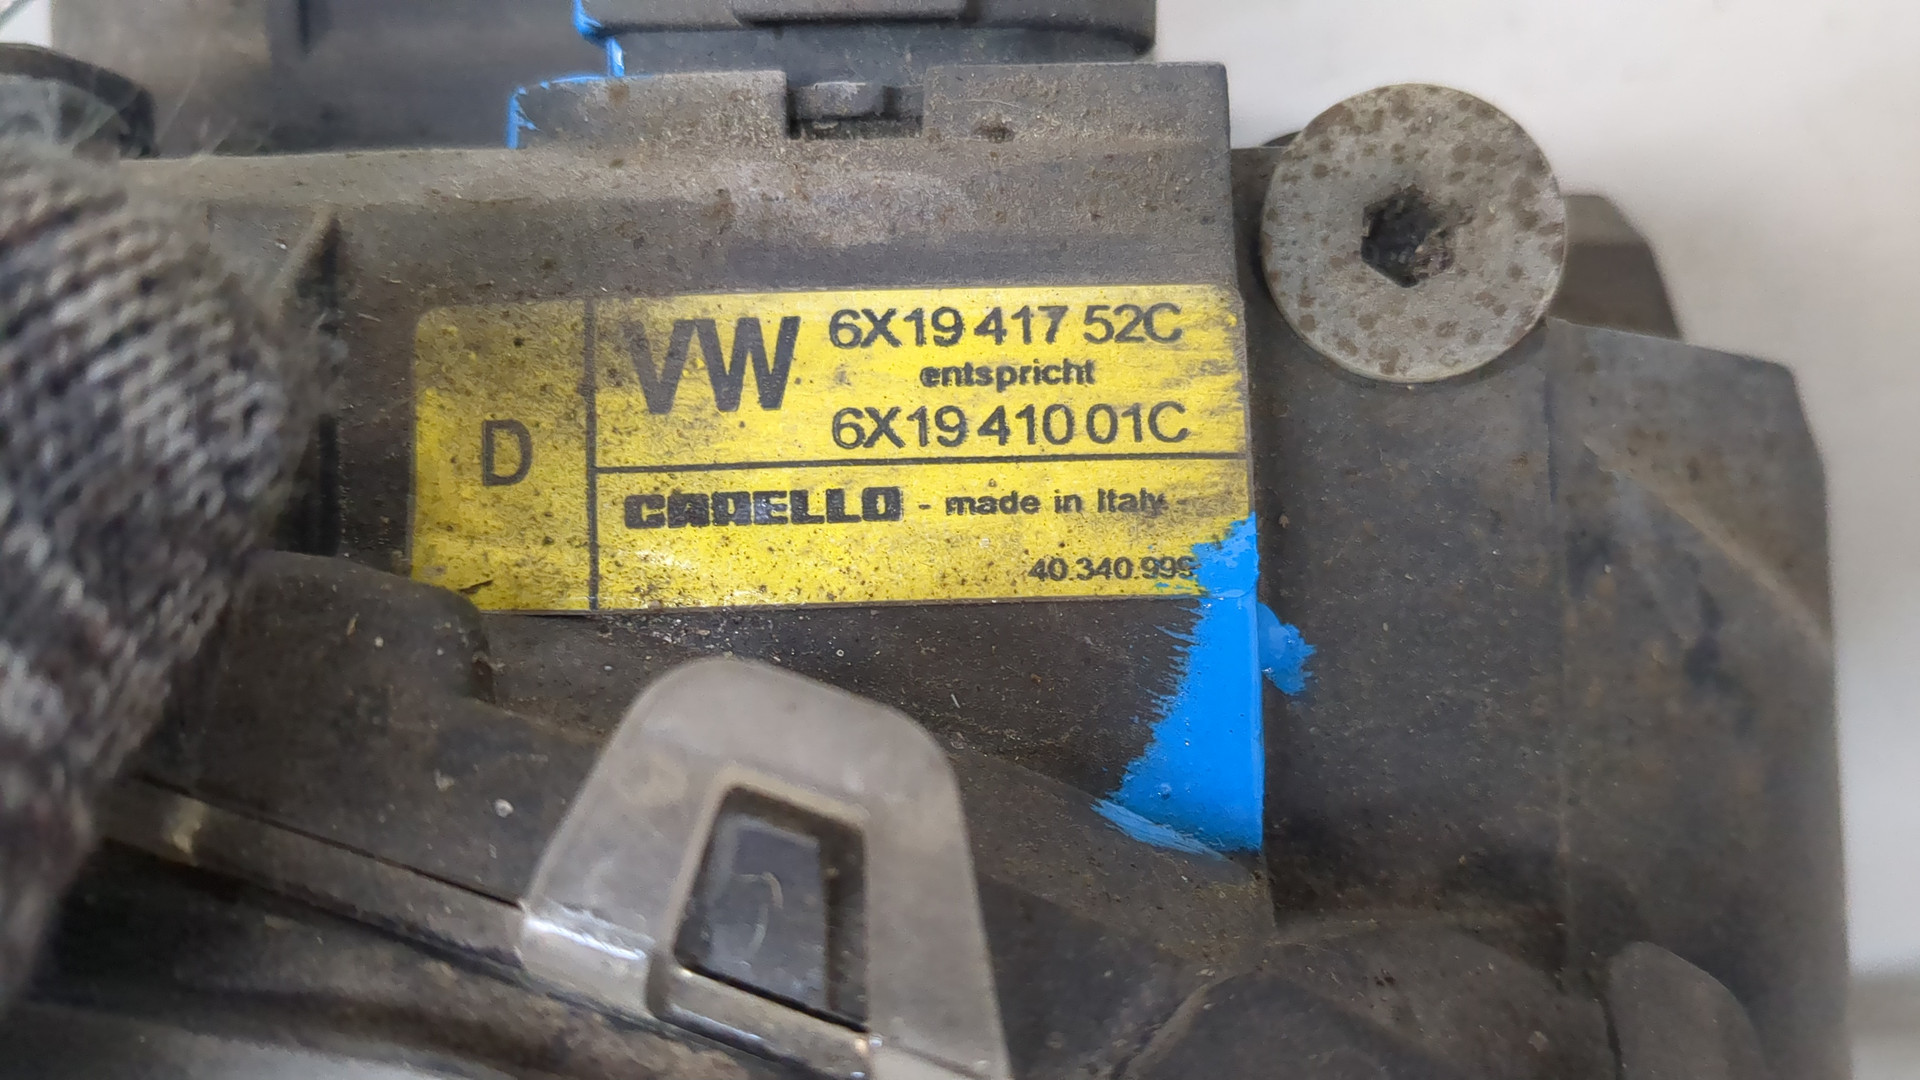 D
VW
6X19 417 52C
entspricht
6X19 410 01C
CARELLO - made in Italy -
40.340.999